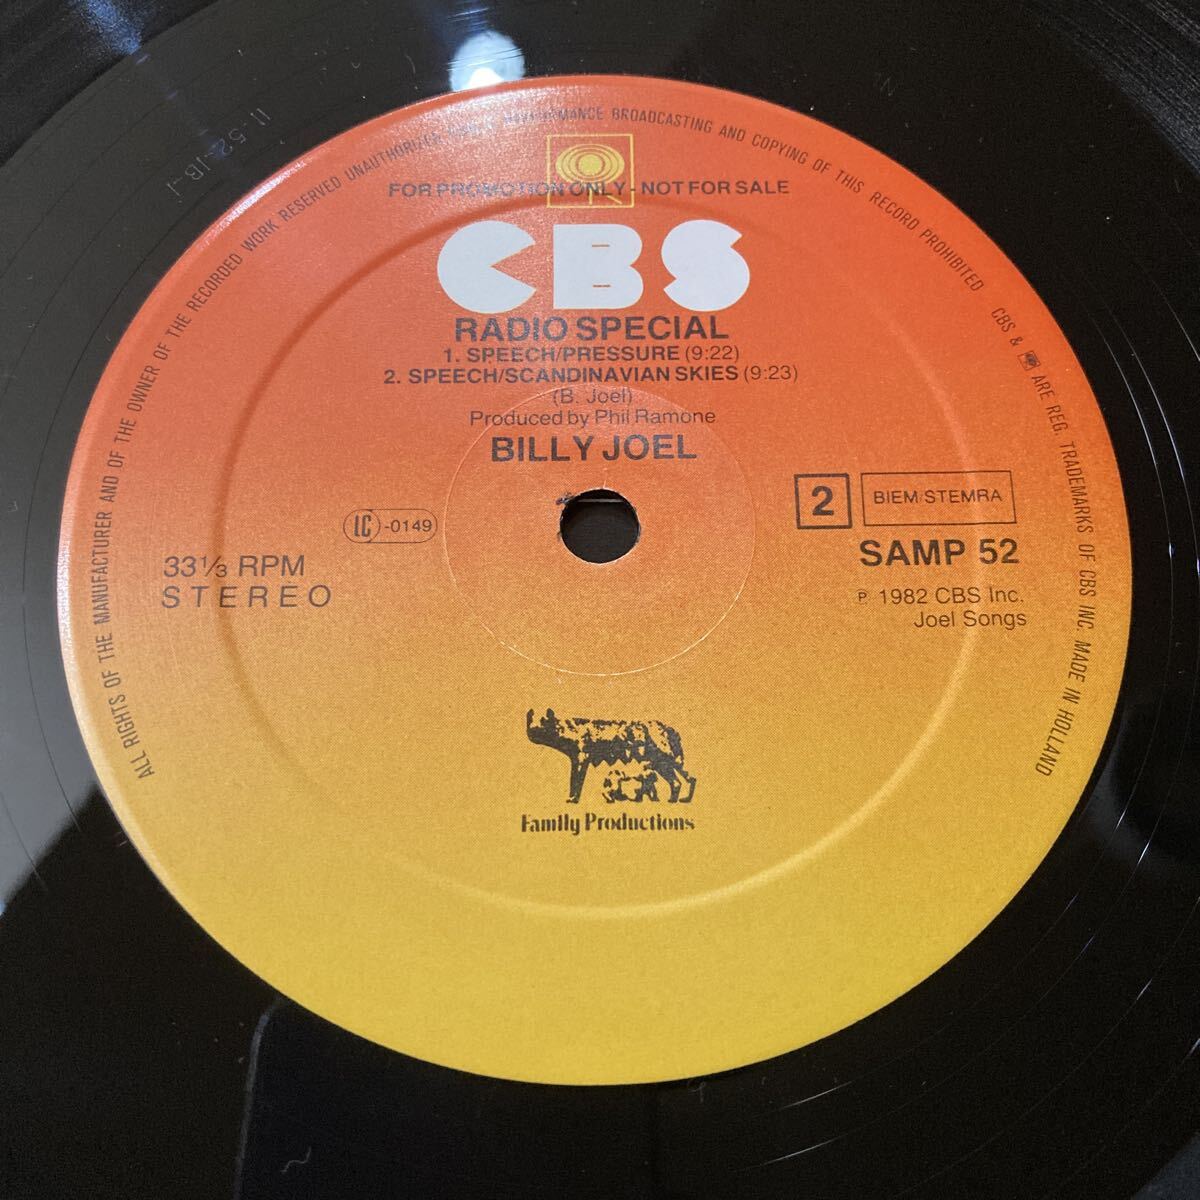 ALL RIGHTS OF THE MANUFACTURER AND OF THE OWNER OF THE RECORDED WORK RESERVED UNAUTHORIZED PERFORMANCE BROADCASTING AND COPYING OF THIS RECORD PROHIBITED
CBS & ARE REG. TRADEMARKS OF CBS INC. MADE IN HOLLAND
FOR PROMOTION ONLY - NOT FOR SALE
CBS
RADIO SPECIAL
1. SPEECH/PRESSURE (9:22)
2. SPEECH/SCANDINAVIAN SKIES (9:23)
(B. Joel)
Produced by Phil Ramone
BILLY JOEL
LC-0149
33⅓ RPM
STEREO
2
BIEM/STEMRA
SAMP 52
℗ 1982 CBS Inc.
Joel Songs
Family Productions